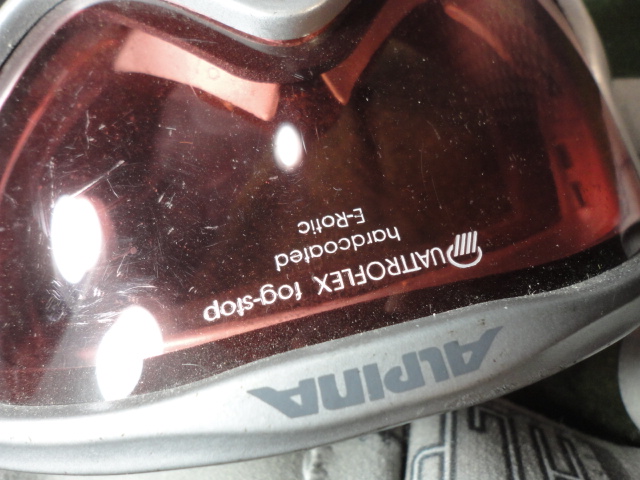 ALPINA
QUATTROFLEX fog-stop
hardcoated
E-Rotic